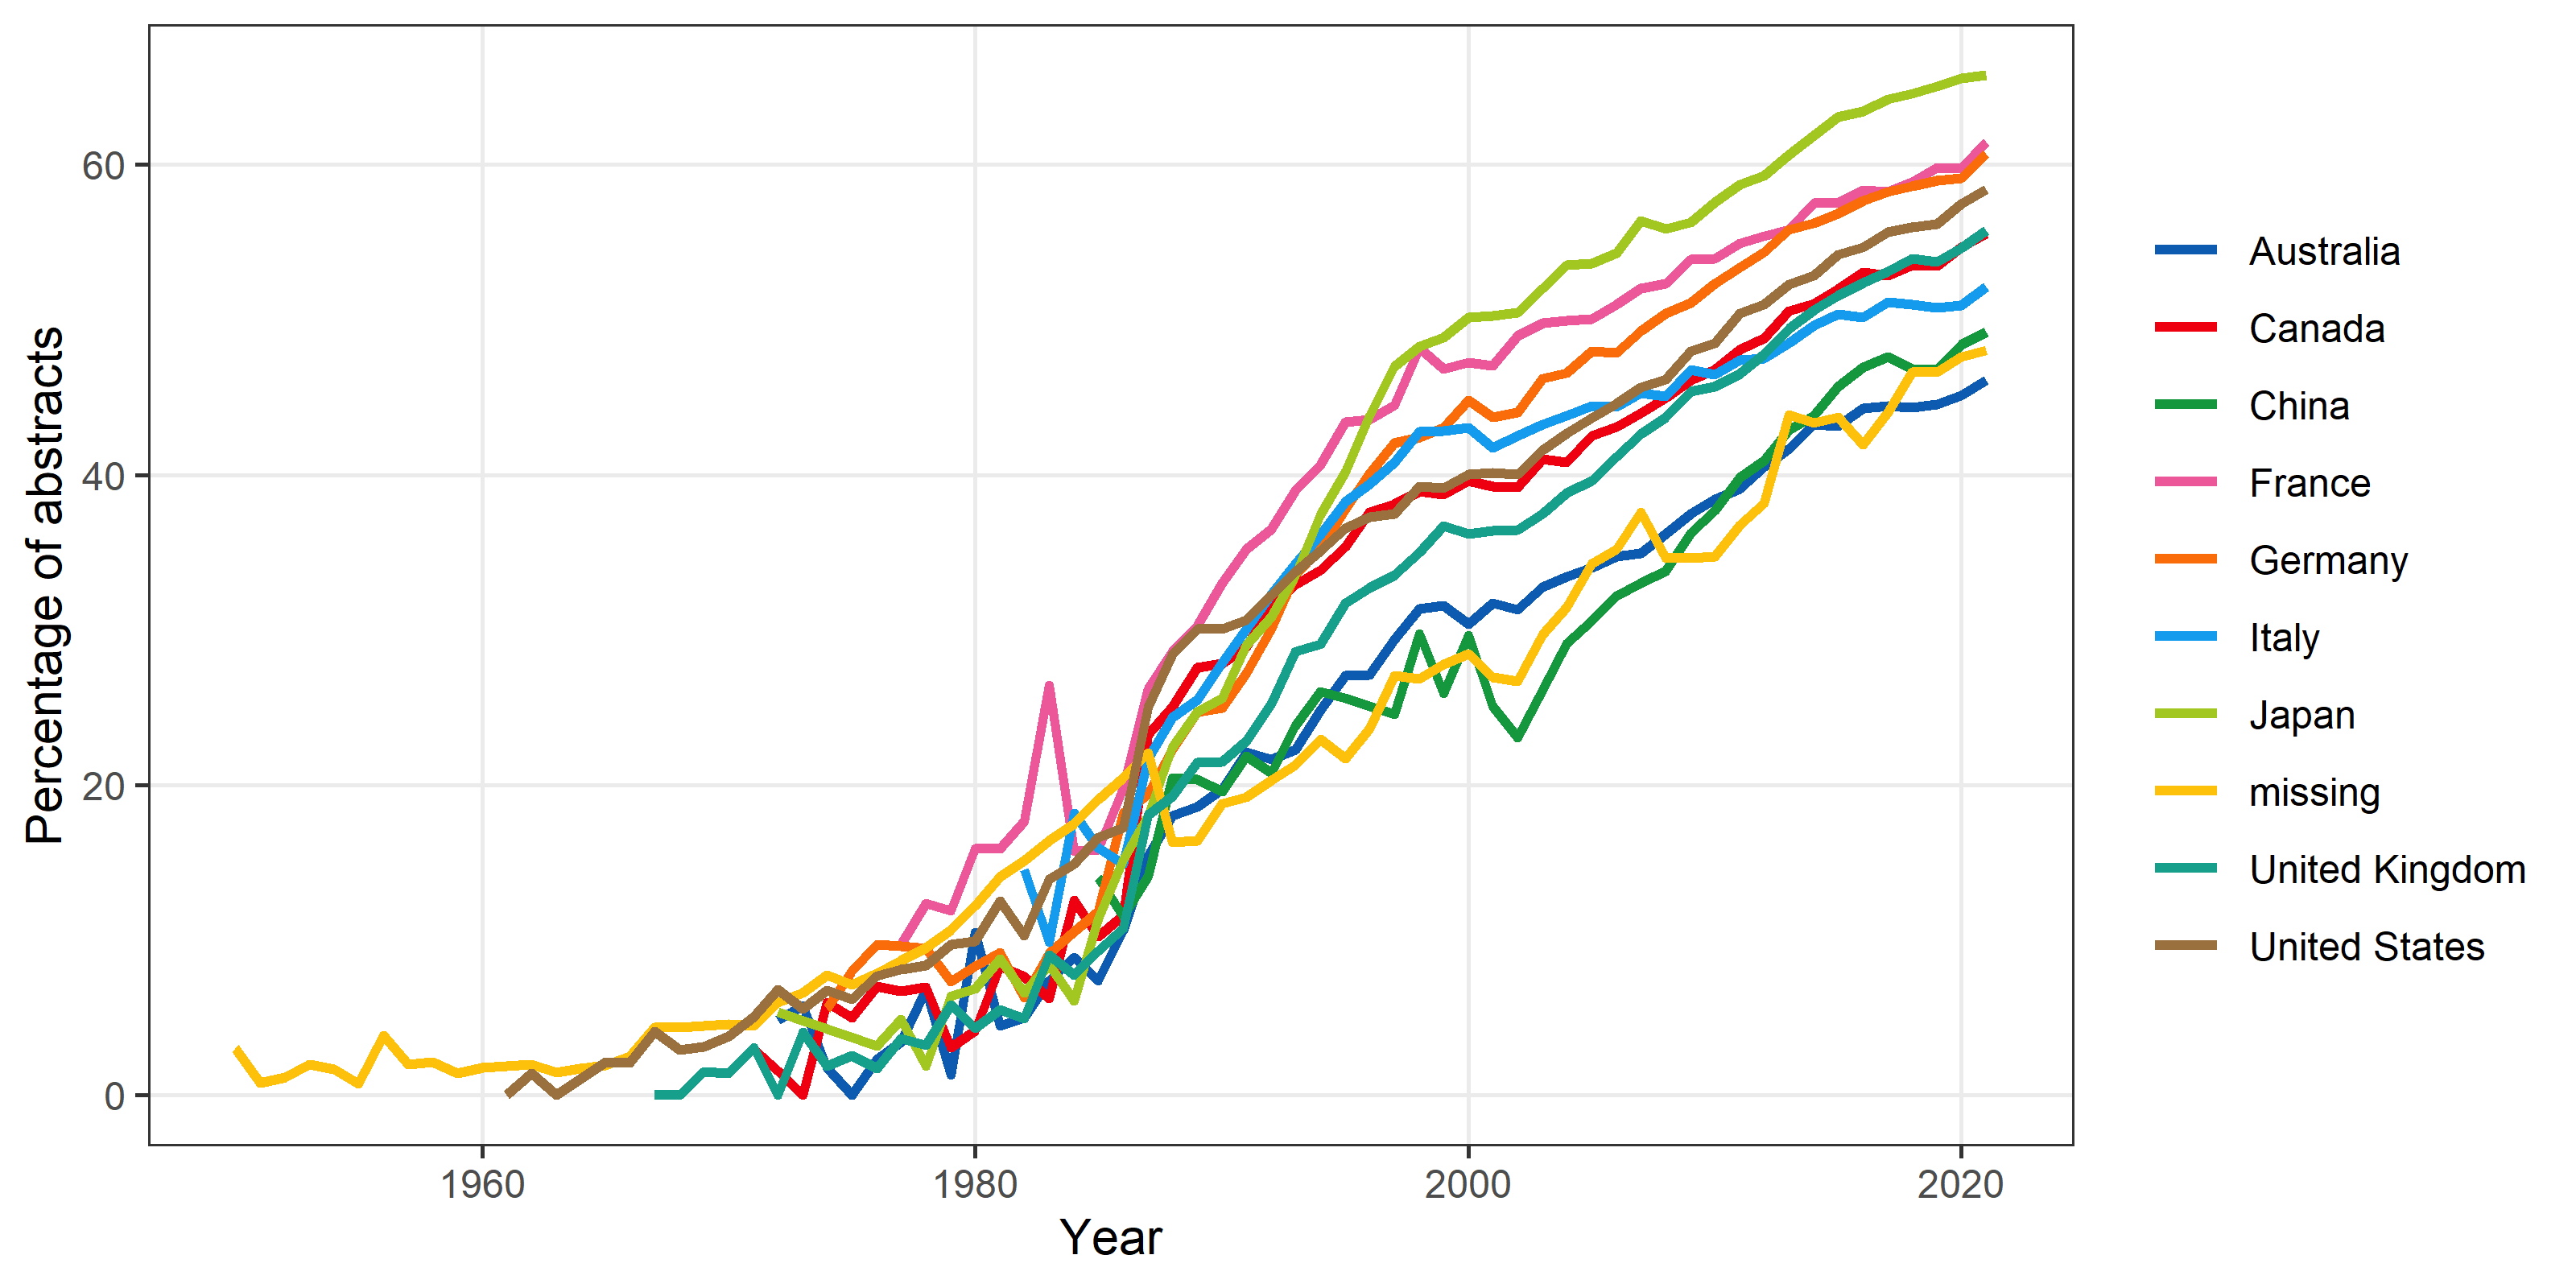 Percentage of abstracts
60
40
20
0
1960
1980
2000
2020
Year
Australia
Canada
China
France
Germany
Italy
Japan
missing
United Kingdom
United States